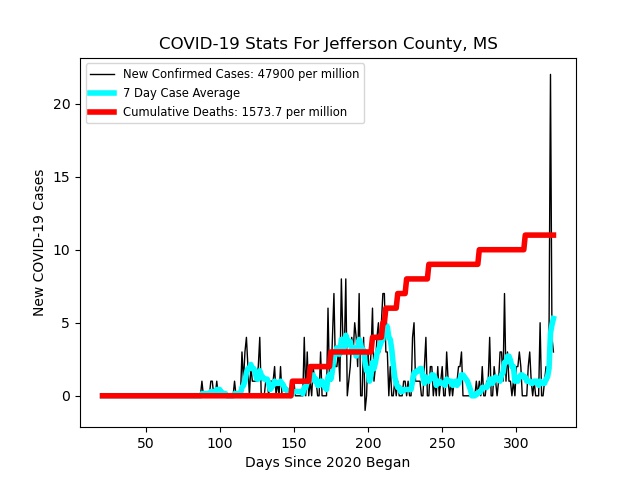 COVID-19 Stats For Jefferson County, MS
New Confirmed Cases: 47900 per million
7 Day Case Average
Cumulative Deaths: 1573.7 per million
New COVID-19 Cases
20
15
10
5
0
50 100 150 200 250 300
Days Since 2020 Began